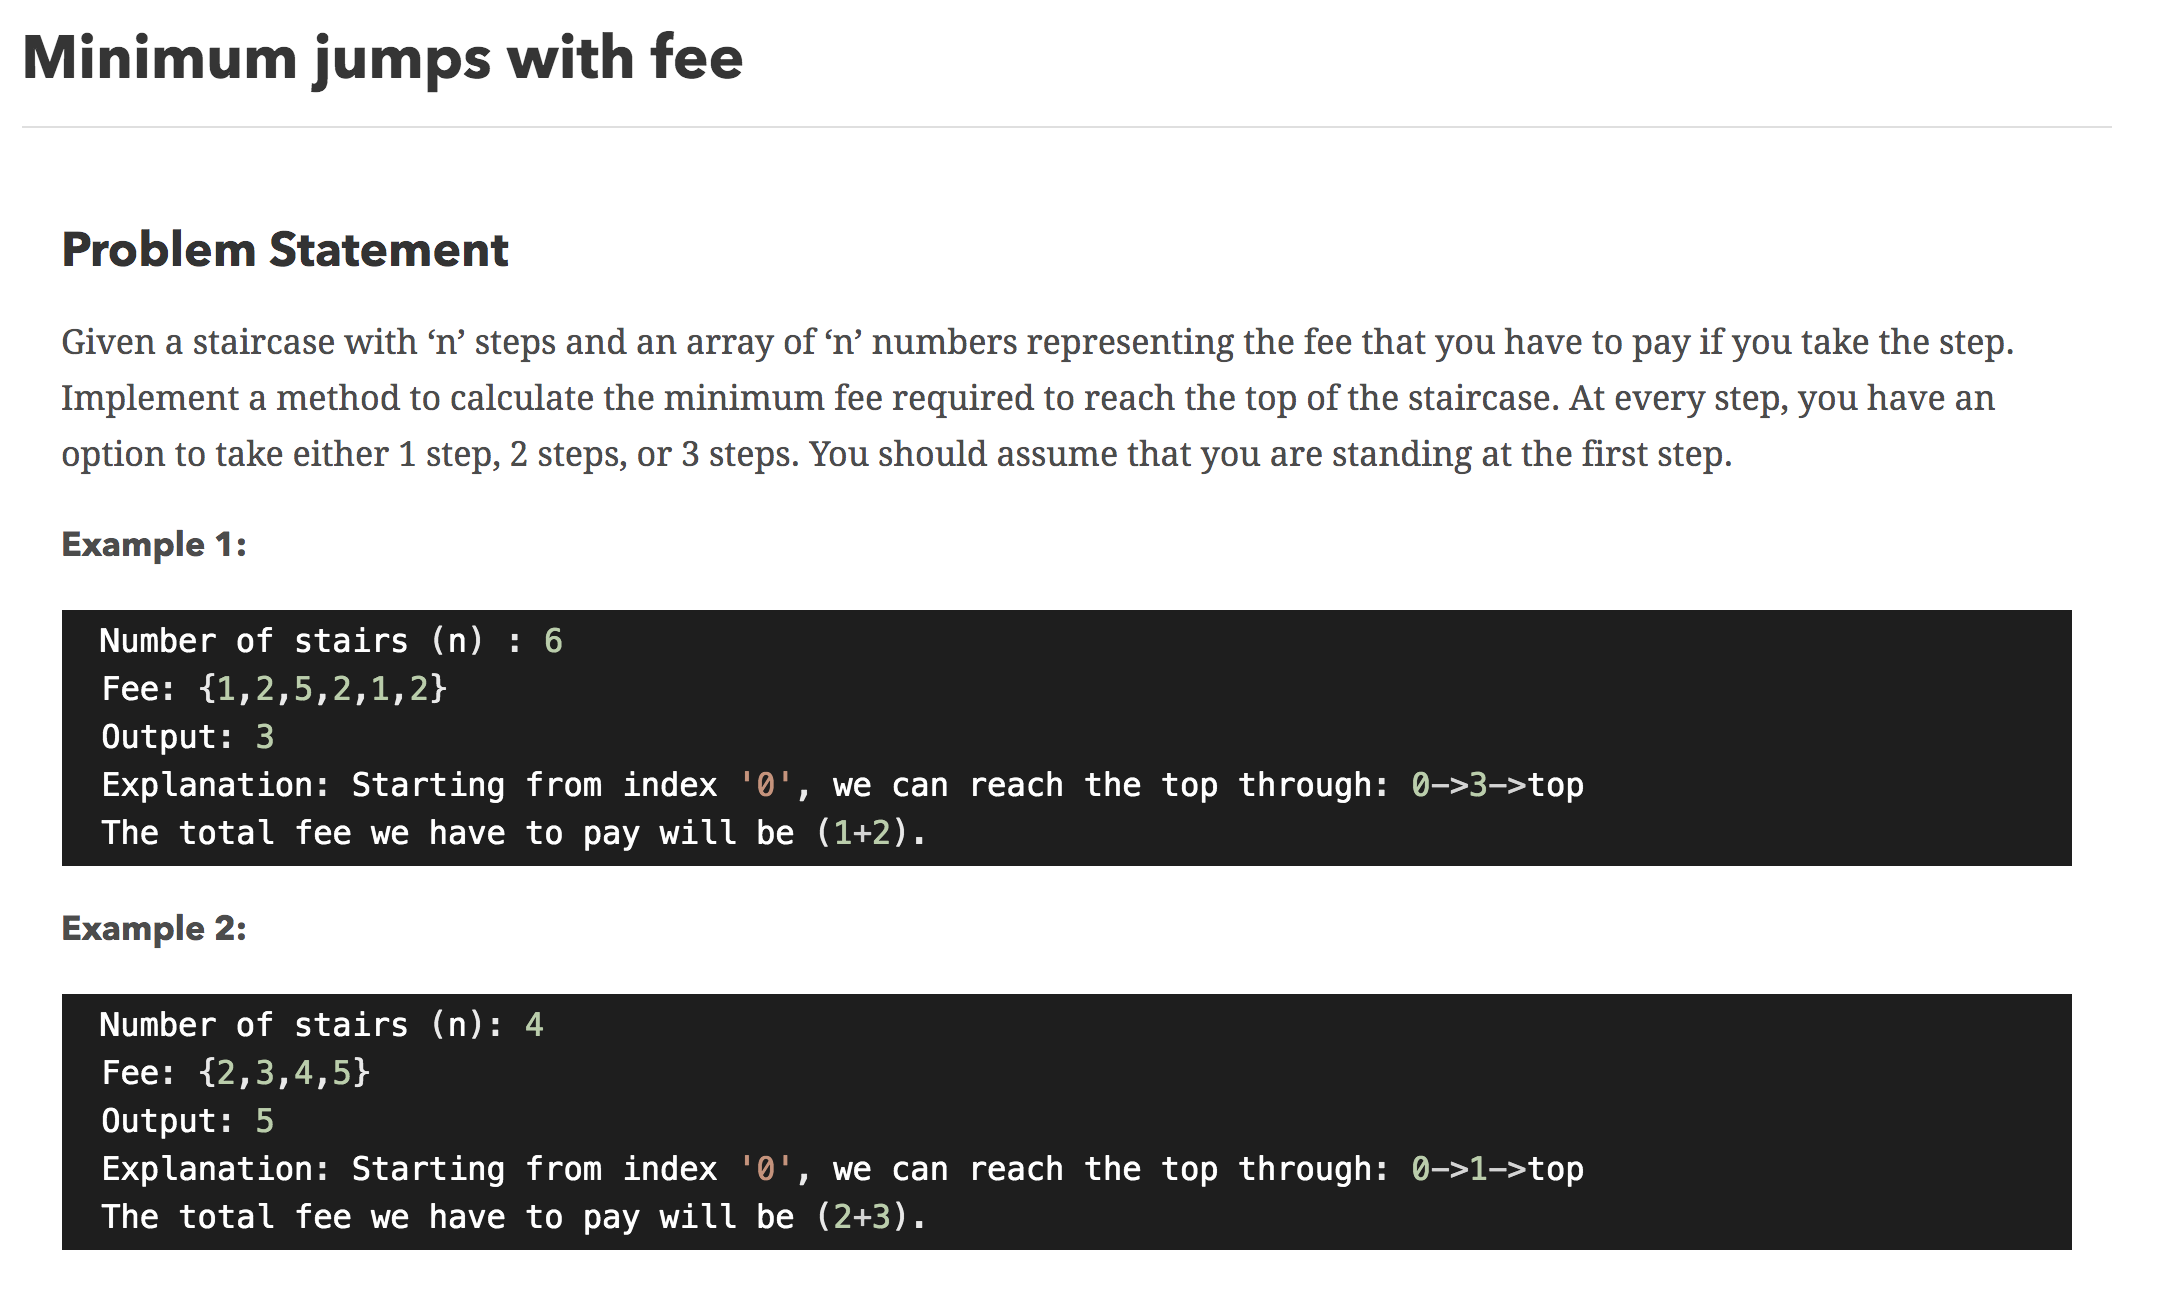 Minimum jumps with fee
Problem Statement
Given a staircase with ‘n’ steps and an array of ‘n’ numbers representing the fee that you have to pay if you take the step.
Implement a method to calculate the minimum fee required to reach the top of the staircase. At every step, you have an
option to take either 1 step, 2 steps, or 3 steps. You should assume that you are standing at the first step.
Example 1:
Number of stairs (n) : 6
Fee: {1,2,5,2,1,2}
Output: 3
Explanation: Starting from index '0', we can reach the top through: 0->3->top
The total fee we have to pay will be (1+2).
Example 2:
Number of stairs (n): 4
Fee: {2,3,4,5}
Output: 5
Explanation: Starting from index '0', we can reach the top through: 0->1->top
The total fee we have to pay will be (2+3).